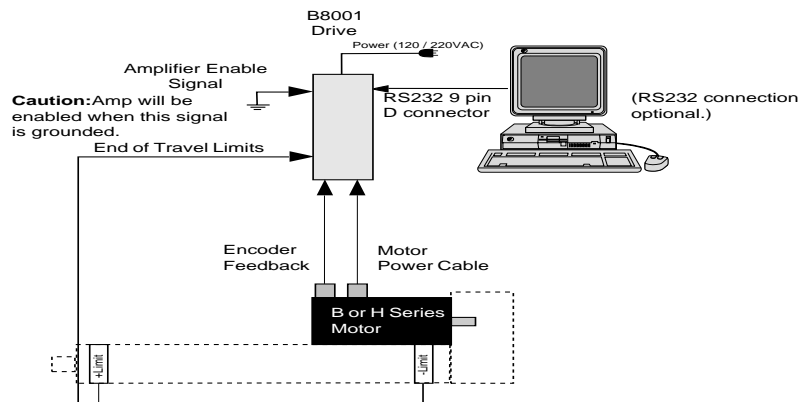 B8001
Drive
Power (120 / 220VAC)
Amplifier Enable
Signal
Caution:Amp will be
enabled when this signal
is grounded.
RS232 9 pin
D connector
(RS232 connection
optional.)
End of Travel Limits
Encoder
Feedback
Motor
Power Cable
B or H Series
Motor
+Limit
-Limit